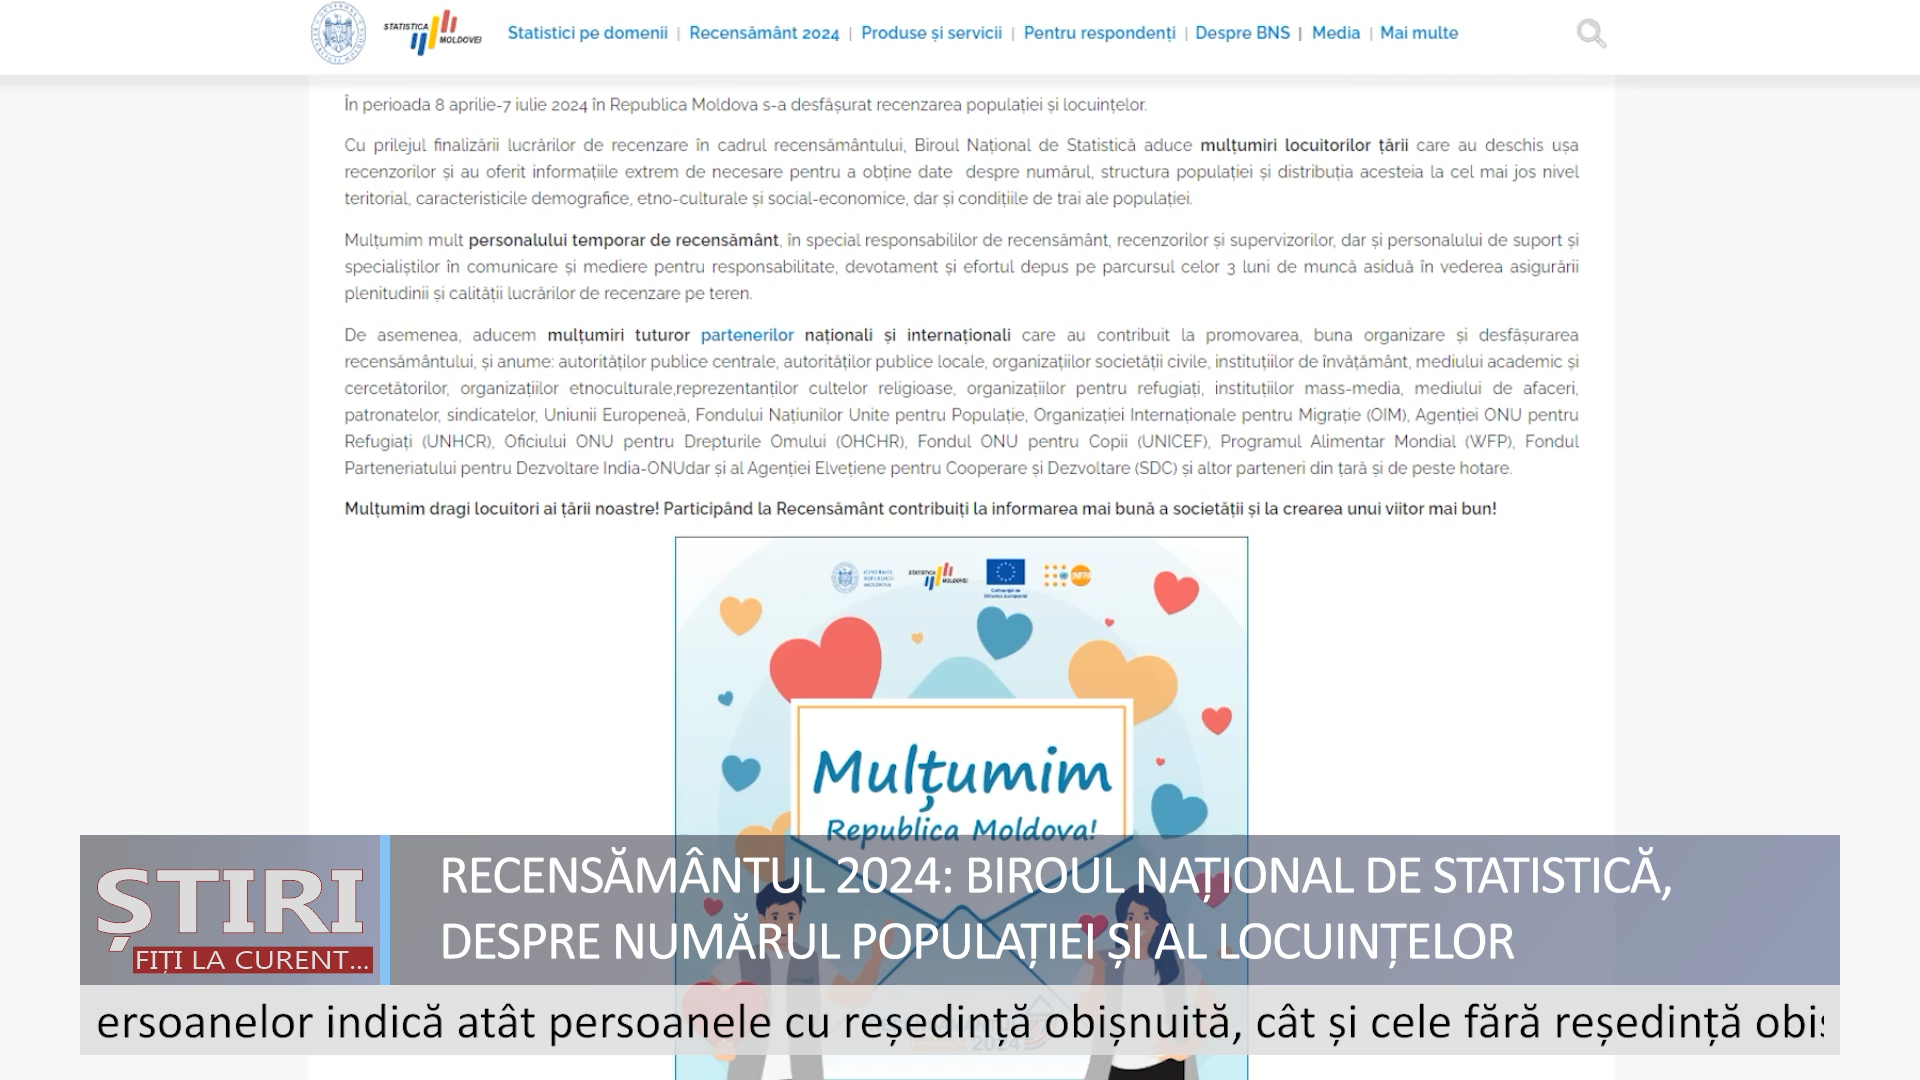 STATISTICA MOLDOVEI
Statistici pe domenii | Recensământ 2024 | Produse și servicii | Pentru respondenți | Despre BNS | Media | Mai multe
În perioada 8 aprilie-7 iulie 2024 în Republica Moldova s-a desfășurat recenzarea populației și locuințelor.
Cu prilejul finalizării lucrărilor de recenzare în cadrul recensământului, Biroul Național de Statistică aduce mulțumiri locuitorilor țării care au deschis ușa
recenzorilor și au oferit informațiile extrem de necesare pentru a obține date despre numărul, structura populației și distribuția acesteia la cel mai jos nivel
teritorial, caracteristicile demografice, etno-culturale și social-economice, dar și condițiile de trai ale populației.
Mulțumim mult personalului temporar de recensământ, în special responsabililor de recensământ, recenzorilor și supervizorilor, dar și personalului de suport și
specialiștilor în comunicare și mediere pentru responsabilitate, devotament și efortul depus pe parcursul celor 3 luni de muncă asiduă în vederea asigurării
plenitudinii și calității lucrărilor de recenzare pe teren.
De asemenea, aducem mulțumiri tuturor partenerilor naționali și internaționali care au contribuit la promovarea, buna organizare și desfășurarea
recensământului, și anume: autorităților publice centrale, autorităților publice locale, organizațiilor societății civile, instituțiilor de învățământ, mediului academic și
cercetătorilor, organizațiilor etnoculturale,reprezentanților cultelor religioase, organizațiilor pentru refugiați, instituțiilor mass-media, mediului de afaceri,
patronatelor, sindicatelor, Uniunii Europeneă, Fondului Națiunilor Unite pentru Populație, Organizației Internaționale pentru Migrație (OIM), Agenției ONU pentru
Refugiați (UNHCR), Oficiului ONU pentru Drepturile Omului (OHCHR), Fondul ONU pentru Copii (UNICEF), Programul Alimentar Mondial (WFP), Fondul
Parteneriatului pentru Dezvoltare India-ONUdar și al Agenției Elvețiene pentru Cooperare și Dezvoltare (SDC) și altor parteneri din țară și de peste hotare.
Mulțumim dragi locuitori ai țării noastre! Participând la Recensământ contribuiți la informarea mai bună a societății și la crearea unui viitor mai bun!
GUVERNUL REPUBLICII MOLDOVA
STATISTICA MOLDOVEI
Cofinanțat de Uniunea Europeană
UNFPA
Mulțumim
Republica Moldova!
2024
ȘTIRI
FIȚI LA CURENT...
RECENSĂMÂNTUL 2024: BIROUL NAȚIONAL DE STATISTICĂ,
DESPRE NUMĂRUL POPULAȚIEI ȘI AL LOCUINȚELOR
ersoanelor indică atât persoanele cu reședință obișnuită, cât și cele fără reședință obiș